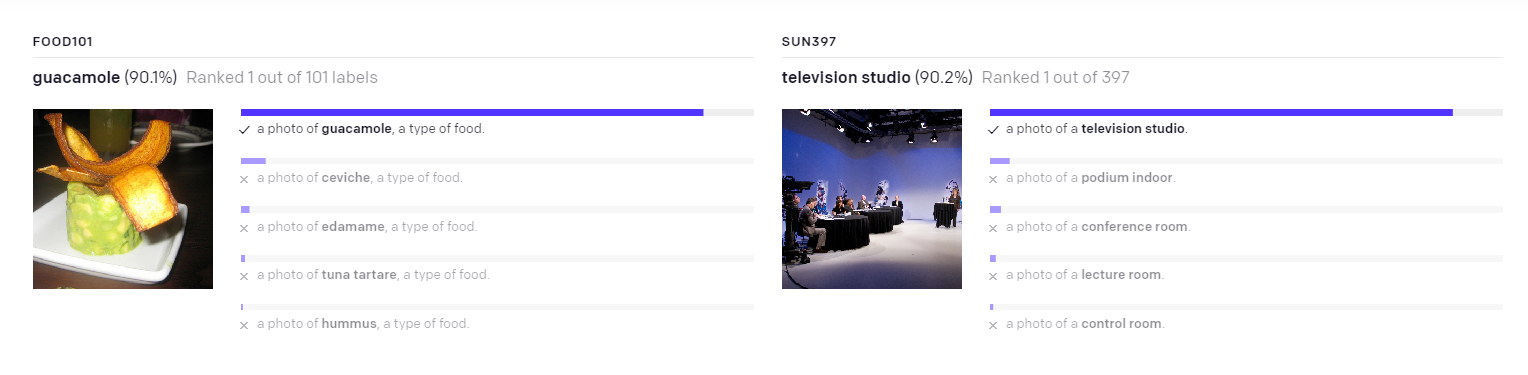 FOOD101
guacamole (90.1%) Ranked 1 out of 101 labels
a photo of guacamole, a type of food.
a photo of ceviche, a type of food.
a photo of edamame, a type of food.
a photo of tuna tartare, a type of food.
a photo of hummus, a type of food.
SUN397
television studio (90.2%) Ranked 1 out of 397
a photo of a television studio.
a photo of a podium indoor.
a photo of a conference room.
a photo of a lecture room.
a photo of a control room.